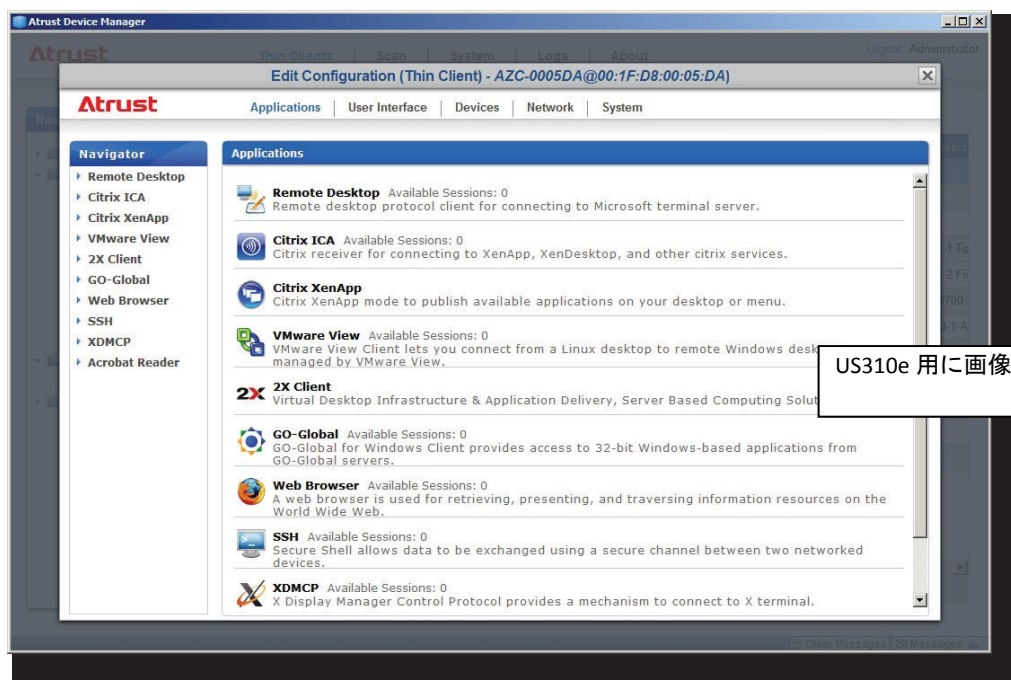 Atrust Device Manager
Atrust
Thin Clients | Scan | System | Logs | About
Logout: Administrator
Edit Configuration (Thin Client) - AZC-0005DA@00:1F:D8:00:05:DA)
Atrust
Applications | User Interface | Devices | Network | System
Navigator
Remote Desktop
Citrix ICA
Citrix XenApp
VMware View
2X Client
GO-Global
Web Browser
SSH
XDMCP
Acrobat Reader
Applications
Remote Desktop Available Sessions: 0
Remote desktop protocol client for connecting to Microsoft terminal server.
Citrix ICA Available Sessions: 0
Citrix receiver for connecting to XenApp, XenDesktop, and other citrix services.
Citrix XenApp
Citrix XenApp mode to publish available applications on your desktop or menu.
VMware View Available Sessions: 0
VMware View Client lets you connect from a Linux desktop to remote Windows desk
managed by VMware View.
US310e 用に画像
2X Client
Virtual Desktop Infrastructure & Application Delivery, Server Based Computing Solut
GO-Global Available Sessions: 0
GO-Global for Windows Client provides access to 32-bit Windows-based applications from
GO-Global servers.
Web Browser Available Sessions: 0
A web browser is used for retrieving, presenting, and traversing information resources on the
World Wide Web.
SSH Available Sessions: 0
Secure Shell allows data to be exchanged using a secure channel between two networked
devices.
XDMCP Available Sessions: 0
X Display Manager Control Protocol provides a mechanism to connect to X terminal.
Clear Messages | 28 Messages